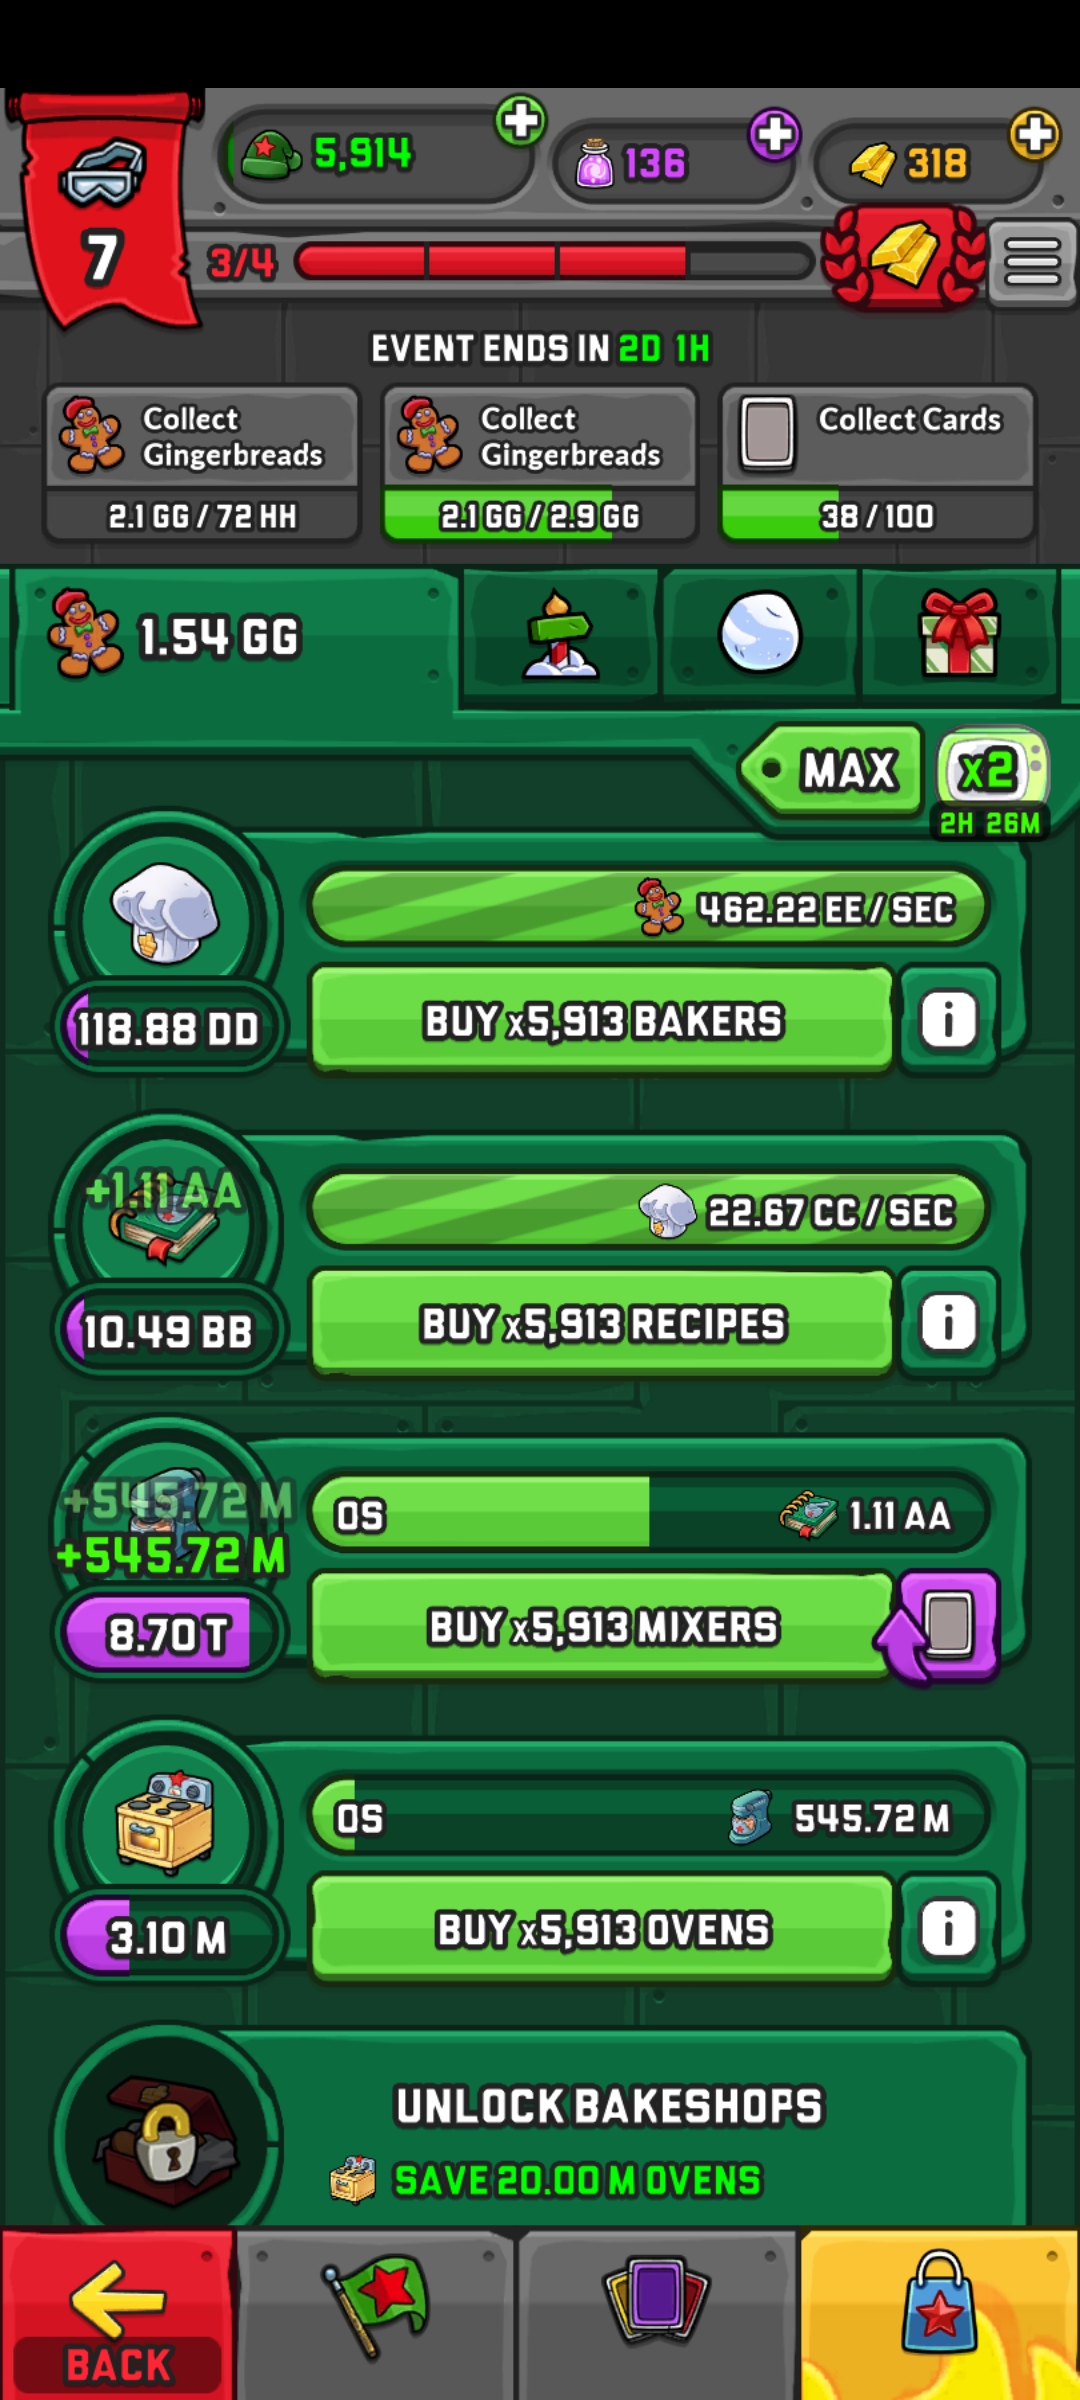 5,914
136
318
7
3/4
EVENT ENDS IN 2D 1H
Collect
Gingerbreads
2.1 GG / 72 HH
Collect
Gingerbreads
2.1 GG / 2.9 GG
Collect Cards
38 / 100
1.54 GG
MAX
x2
2H 26M
462.22 EE / SEC
118.88 DD
BUY x5,913 BAKERS
i
+1.11 AA
22.67 CC / SEC
10.49 BB
BUY x5,913 RECIPES
i
+545.72 M
+545.72 M
0S
1.11 AA
8.70 T
BUY x5,913 MIXERS
0S
545.72 M
3.10 M
BUY x5,913 OVENS
i
UNLOCK BAKESHOPS
SAVE 20.00 M OVENS
BACK